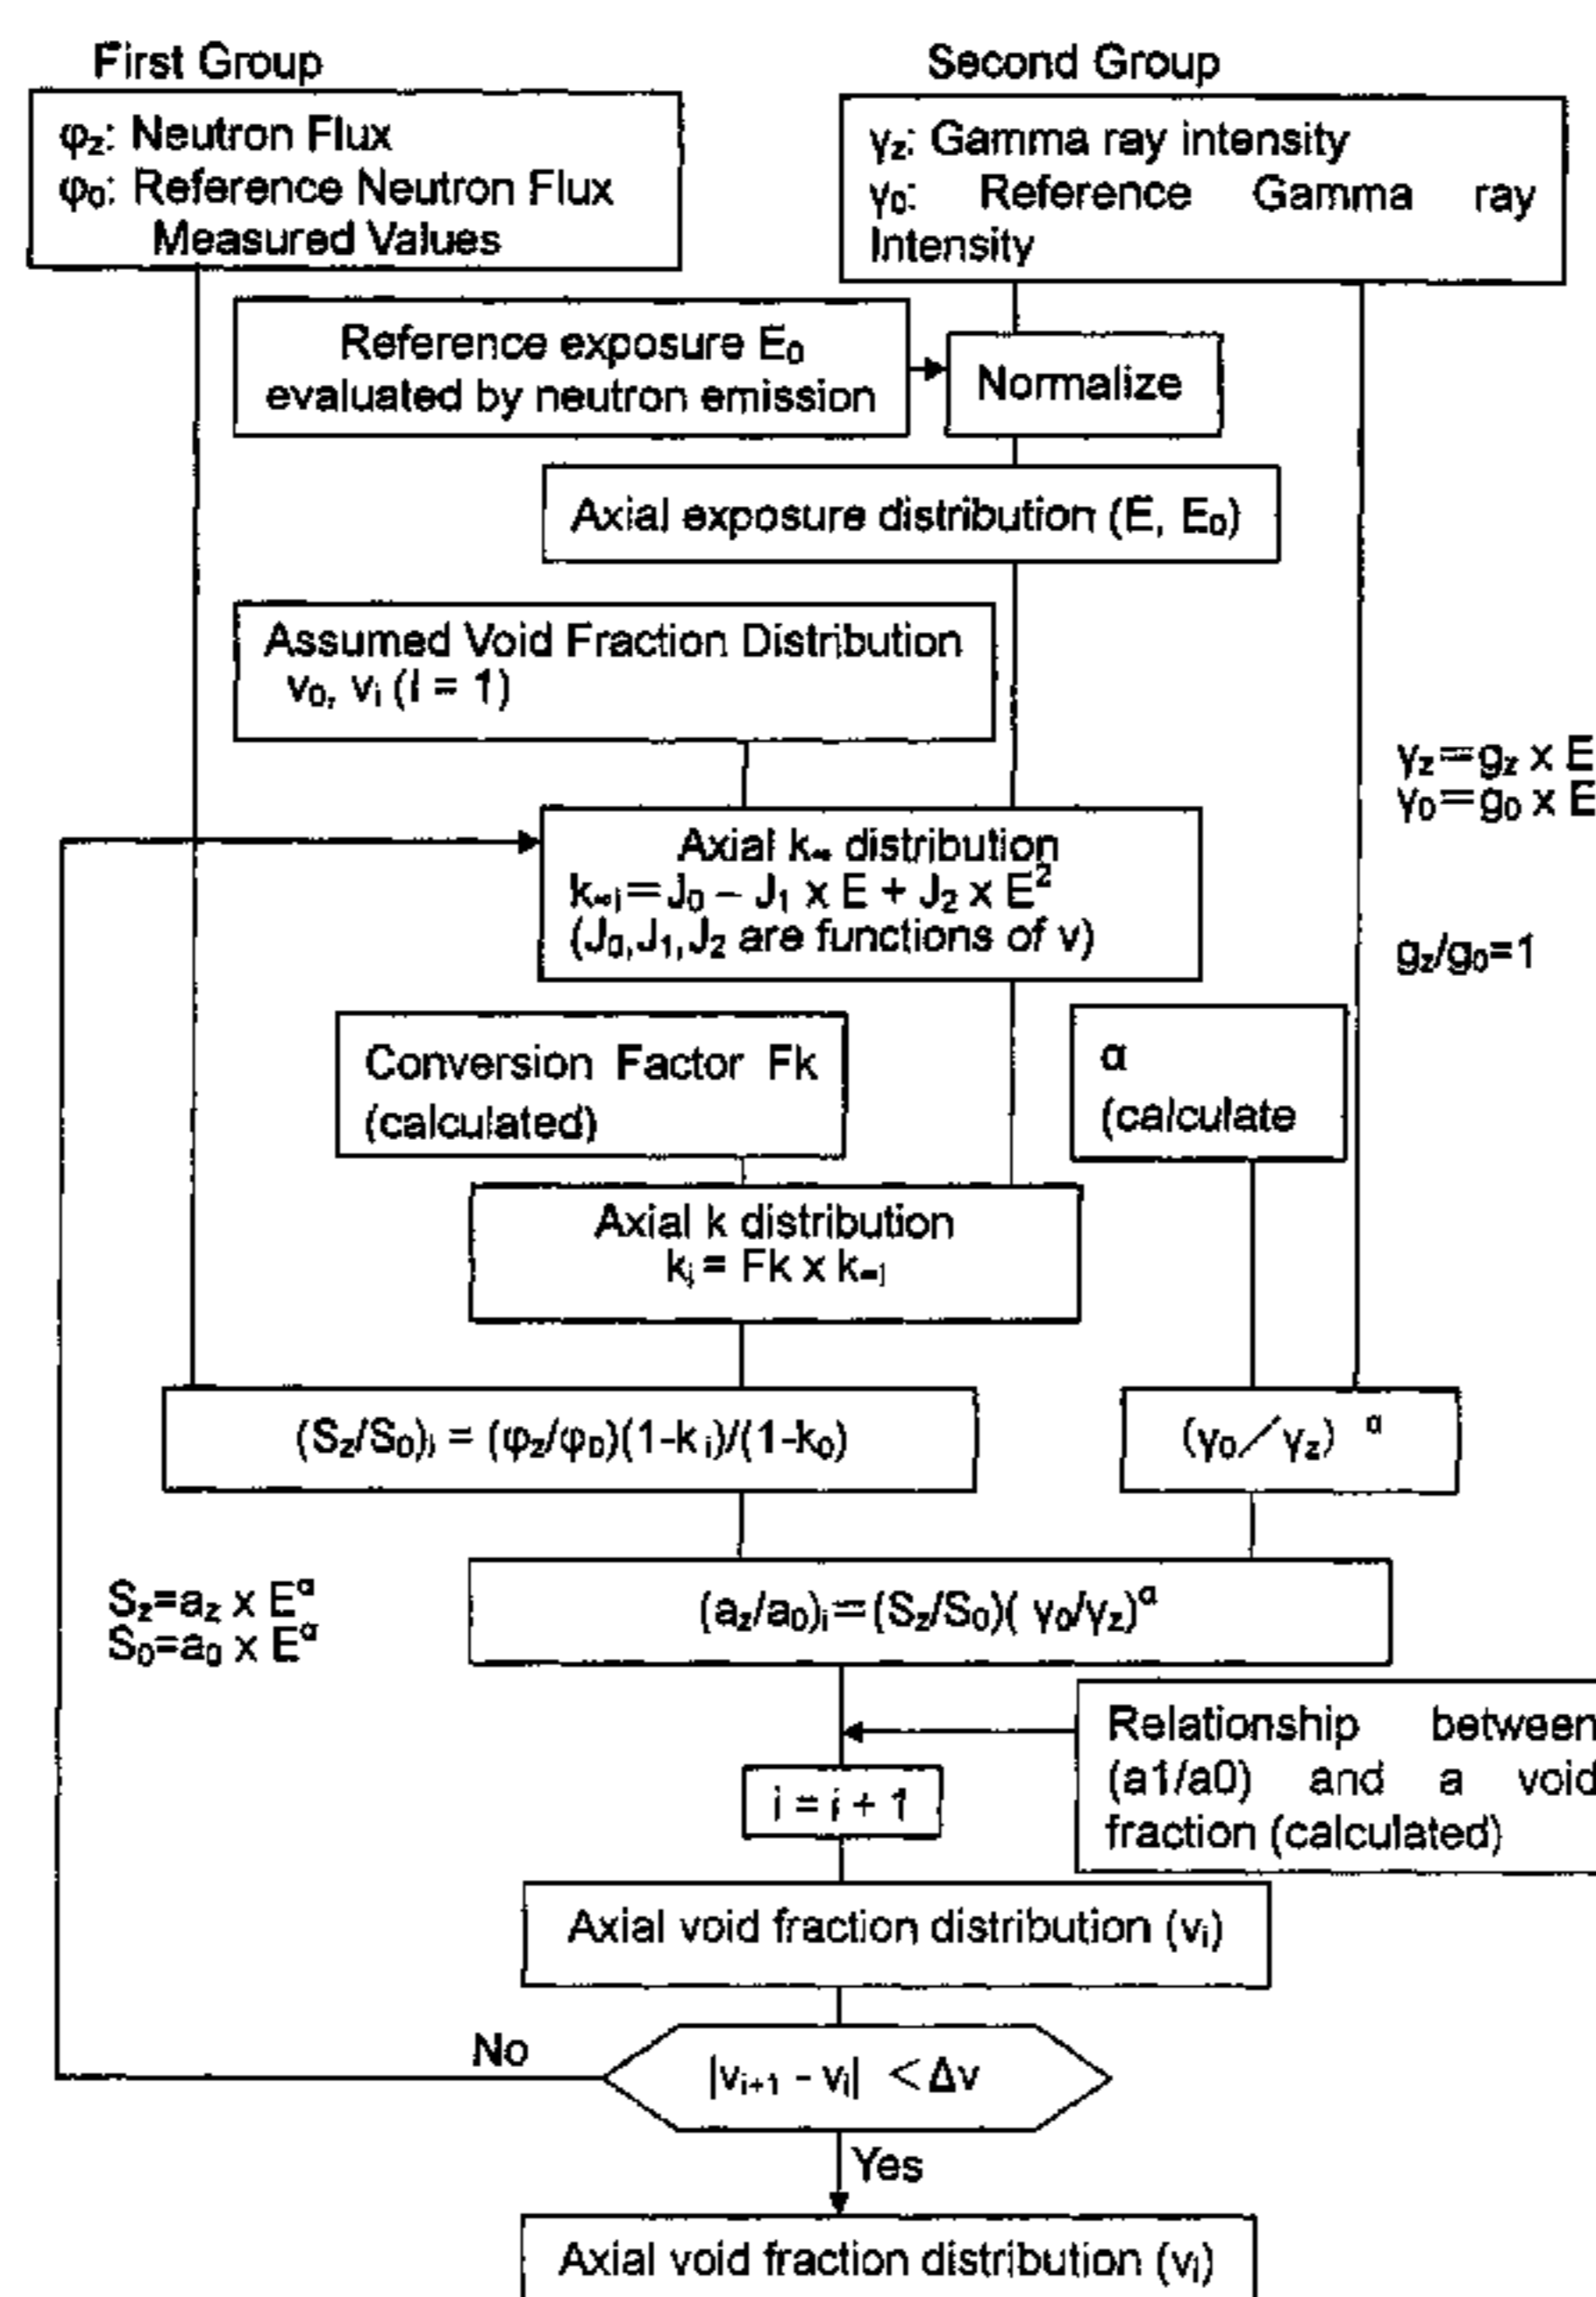 First Group
φz: Neutron Flux
φ0: Reference Neutron Flux
Measured Values
Second Group
γz: Gamma ray intensity
γ0: Reference Gamma ray
Intensity
Reference exposure E0
evaluated by neutron emission
Normalize
Axial exposure distribution (E, E0)
Assumed Void Fraction Distribution
v0, vi (I = 1)
γz=gz x E
γ0=g0 x E
Axial k∞ distribution
k∞i=J0 – J1 x E + J2 x E²
(J0,J1,J2 are functions of v)
gz/g0=1
Conversion Factor Fk
(calculated)
α
(calculate
Axial k distribution
ki = Fk x k∞i
(Sz/S0)i = (φz/φ0)(1-ki)/(1-k0)
(γ0/γz) α
Sz=az x Eα
S0=a0 x Eα
(az/a0)i=(Sz/S0)( γ0/γz)α
Relationship between
(a1/a0) and a void
fraction (calculated)
i = i + 1
Axial void fraction distribution (vi)
No
|vi+1 - vi| <Δv
Yes
Axial void fraction distribution (vi)